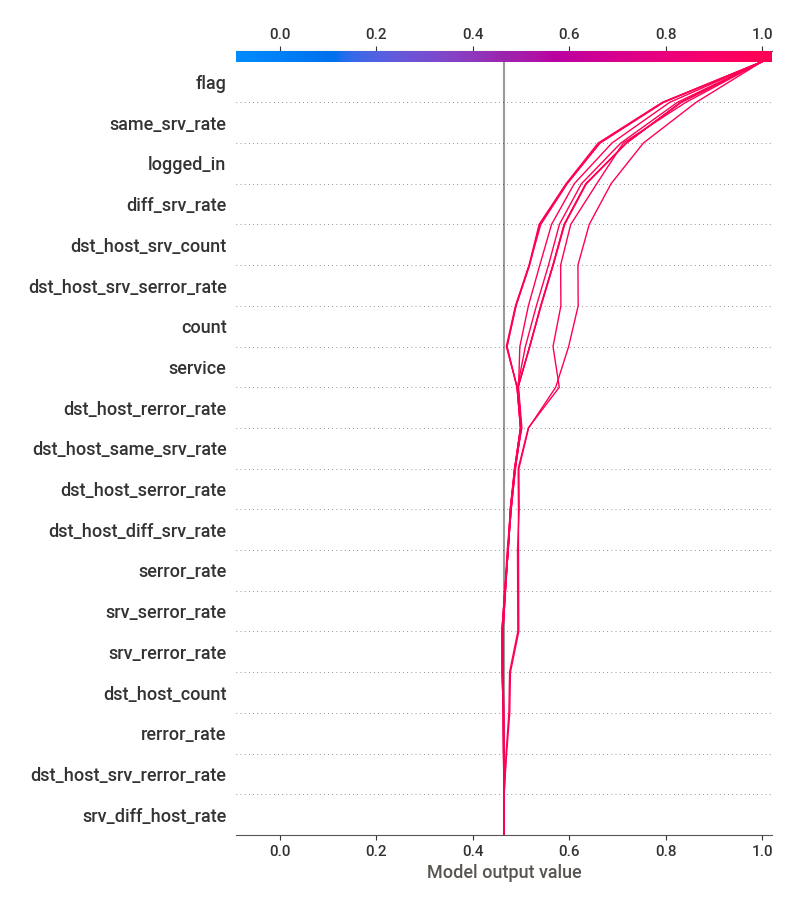 0.0 0.2 0.4 0.6 0.8 1.0
flag
same_srv_rate
logged_in
diff_srv_rate
dst_host_srv_count
dst_host_srv_serror_rate
count
service
dst_host_rerror_rate
dst_host_same_srv_rate
dst_host_serror_rate
dst_host_diff_srv_rate
serror_rate
srv_serror_rate
srv_rerror_rate
dst_host_count
rerror_rate
dst_host_srv_rerror_rate
srv_diff_host_rate
0.0 0.2 0.4 0.6 0.8 1.0
Model output value